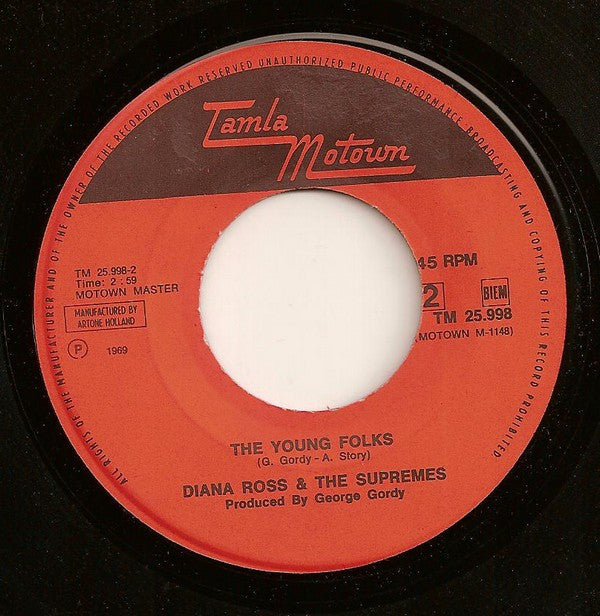 ALL RIGHTS OF THE MANUFACTURER AND OF THE OWNER OF THE RECORDED WORK RESERVED UNAUTHORIZED PUBLIC PERFORMANCE BROADCASTING AND COPYING OF THIS RECORD PROHIBITED
Tamla
Motown
TM 25.998-2
Time: 2 : 59
MOTOWN MASTER
MANUFACTURED BY
ARTONE HOLLAND
Ⓟ 1969
45 RPM
2 BIEM
TM 25.998
(MOTOWN M-1148)
THE YOUNG FOLKS
(G. Gordy - A. Story)
DIANA ROSS & THE SUPREMES
Produced By George Gordy